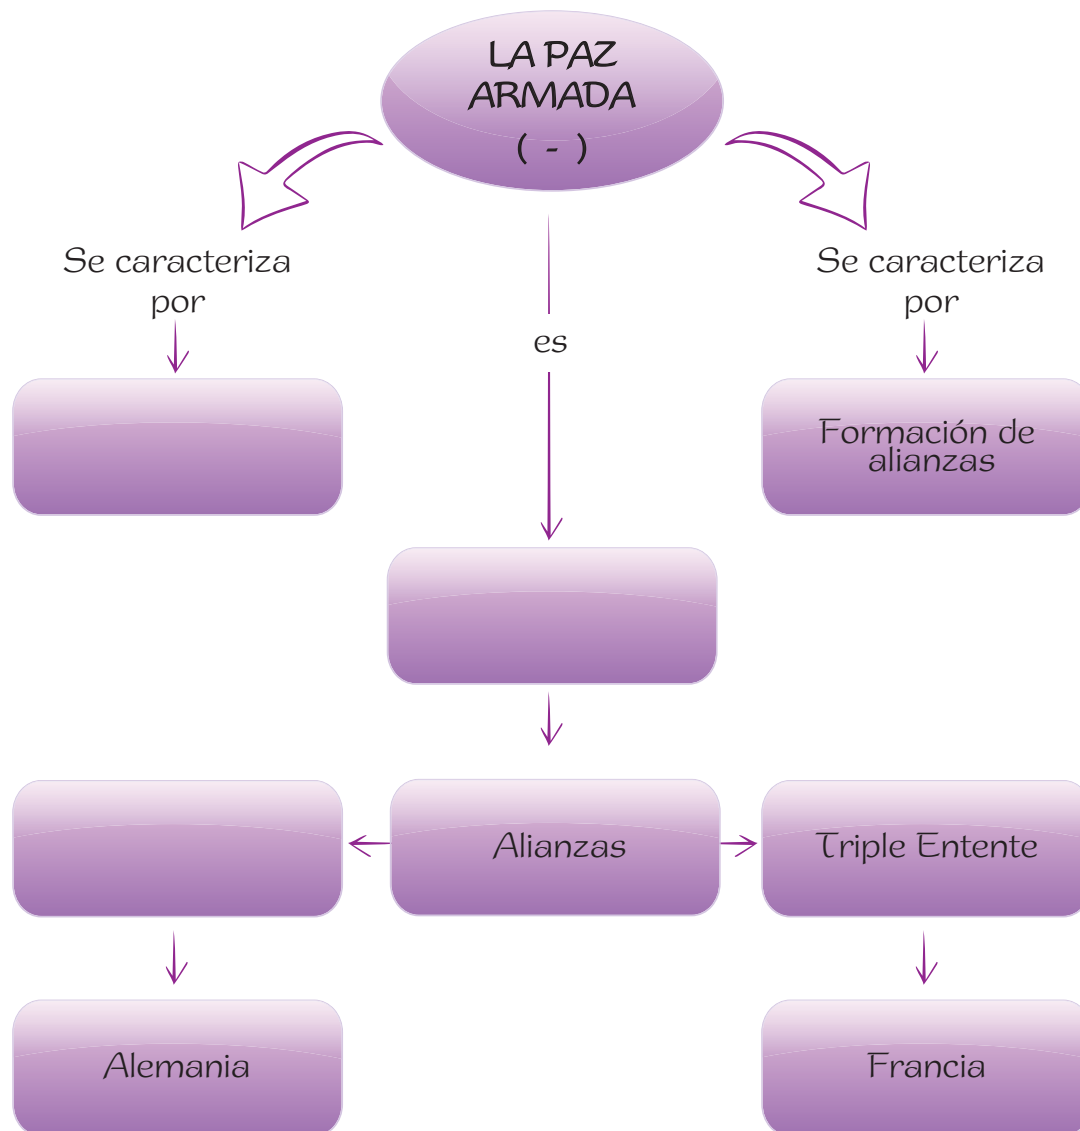 LA PAZ
ARMADA
( - )
Se caracteriza
por
es
Se caracteriza
por
Formación de
alianzas
Alianzas
Triple Entente
Alemania
Francia